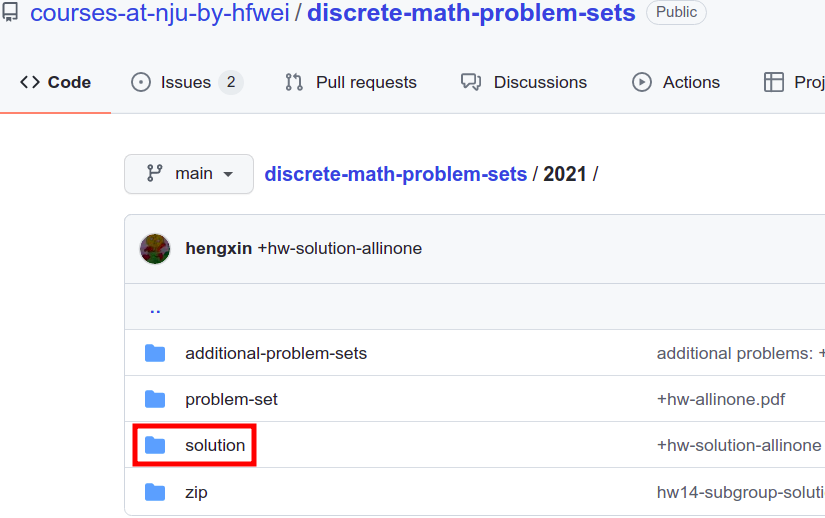 courses-at-nju-by-hfwei / discrete-math-problem-sets Public
Code Issues 2 Pull requests Discussions Actions
main discrete-math-problem-sets / 2021 /
hengxin +hw-solution-allinone
..
additional-problem-sets additional problems: +
problem-set +hw-allinone.pdf
solution +hw-solution-allinone
zip hw14-subgroup-soluti